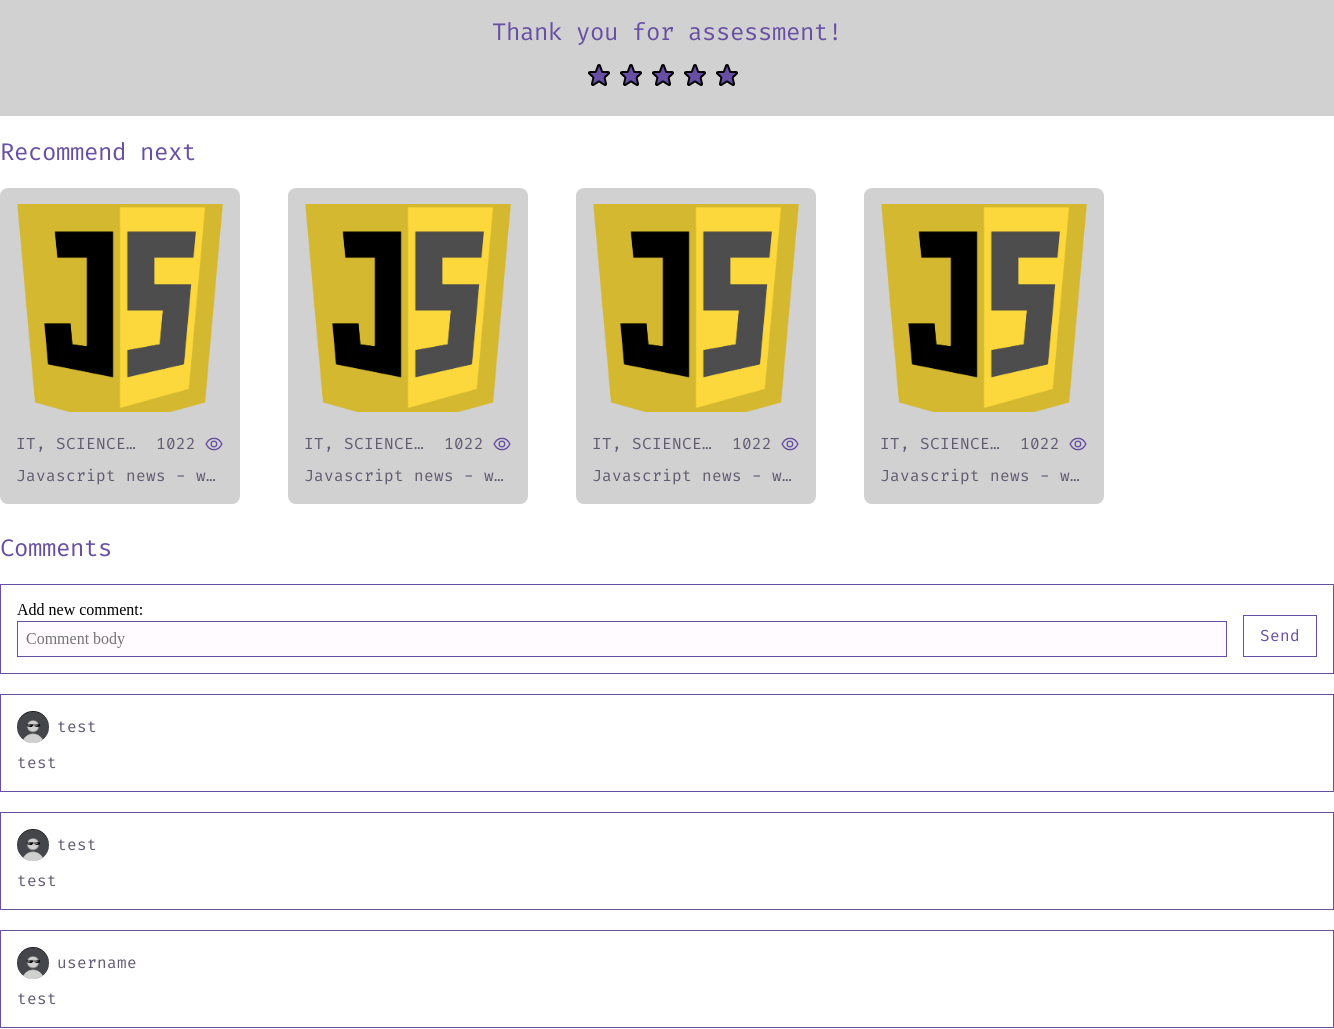 Thank you for assessment!
Recommend next
JS JS JS JS
IT, SCIENCE… 1022 IT, SCIENCE… 1022 IT, SCIENCE… 1022 IT, SCIENCE… 1022
Javascript news - w… Javascript news - w… Javascript news - w… Javascript news - w…
Comments
Add new comment:
Comment body
Send
test
test
test
test
username
test